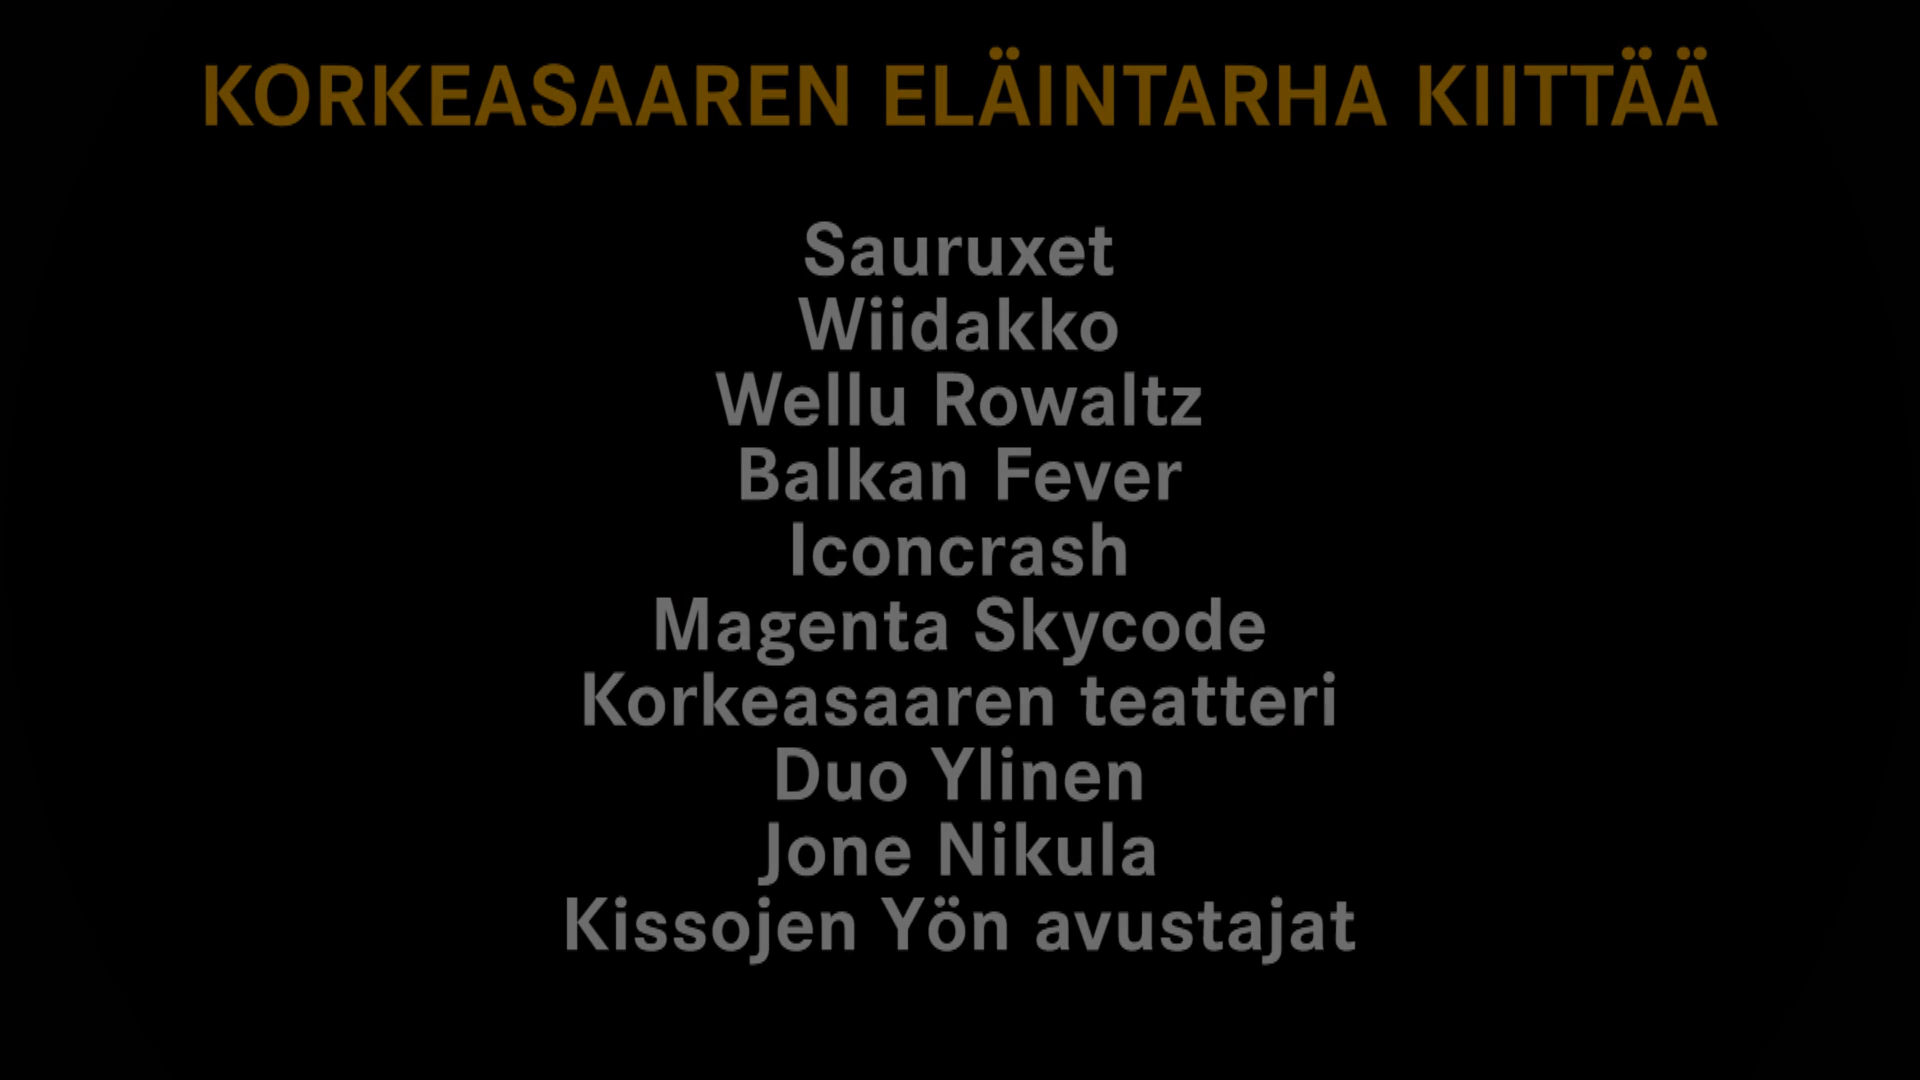 KORKEASAAREN ELÄINTARHA KIITTÄÄ
Sauruxet
Wiidakko
Wellu Rowaltz
Balkan Fever
Iconcrash
Magenta Skycode
Korkeasaaren teatteri
Duo Ylinen
Jone Nikula
Kissojen Yön avustajat